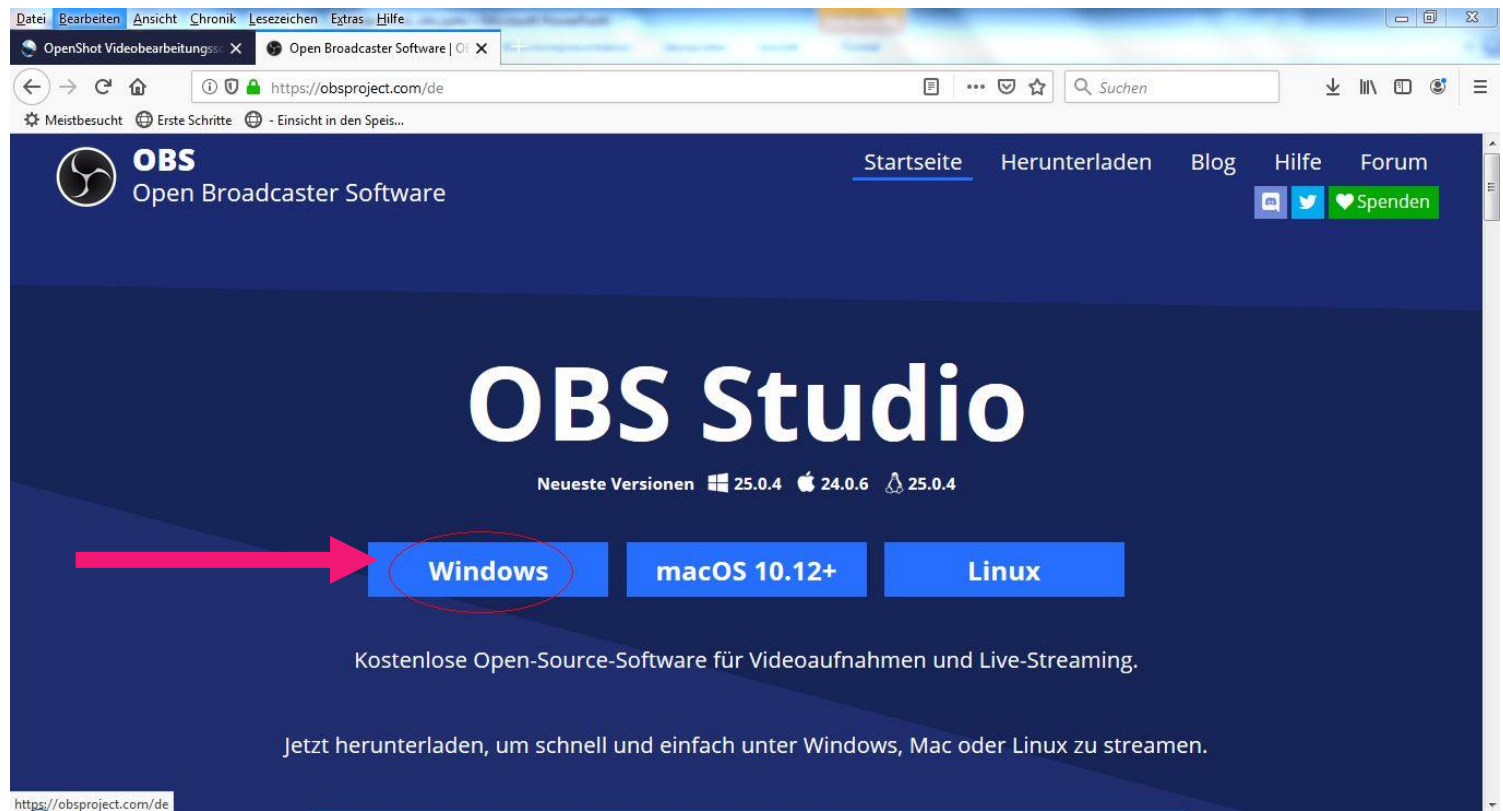 Datei Bearbeiten Ansicht Chronik Lesezeichen Extras Hilfe
OpenShot Videobearbeitungss Open Broadcaster Software | O
https://obsproject.com/de Suchen
Meistbesucht Erste Schritte - Einsicht in den Speis...
OBS
Open Broadcaster Software
Startseite Herunterladen Blog Hilfe Forum
Spenden
OBS Studio
Neueste Versionen 25.0.4 24.0.6 25.0.4
Windows macOS 10.12+ Linux
Kostenlose Open-Source-Software für Videoaufnahmen und Live-Streaming.
Jetzt herunterladen, um schnell und einfach unter Windows, Mac oder Linux zu streamen.
https://obsproject.com/de